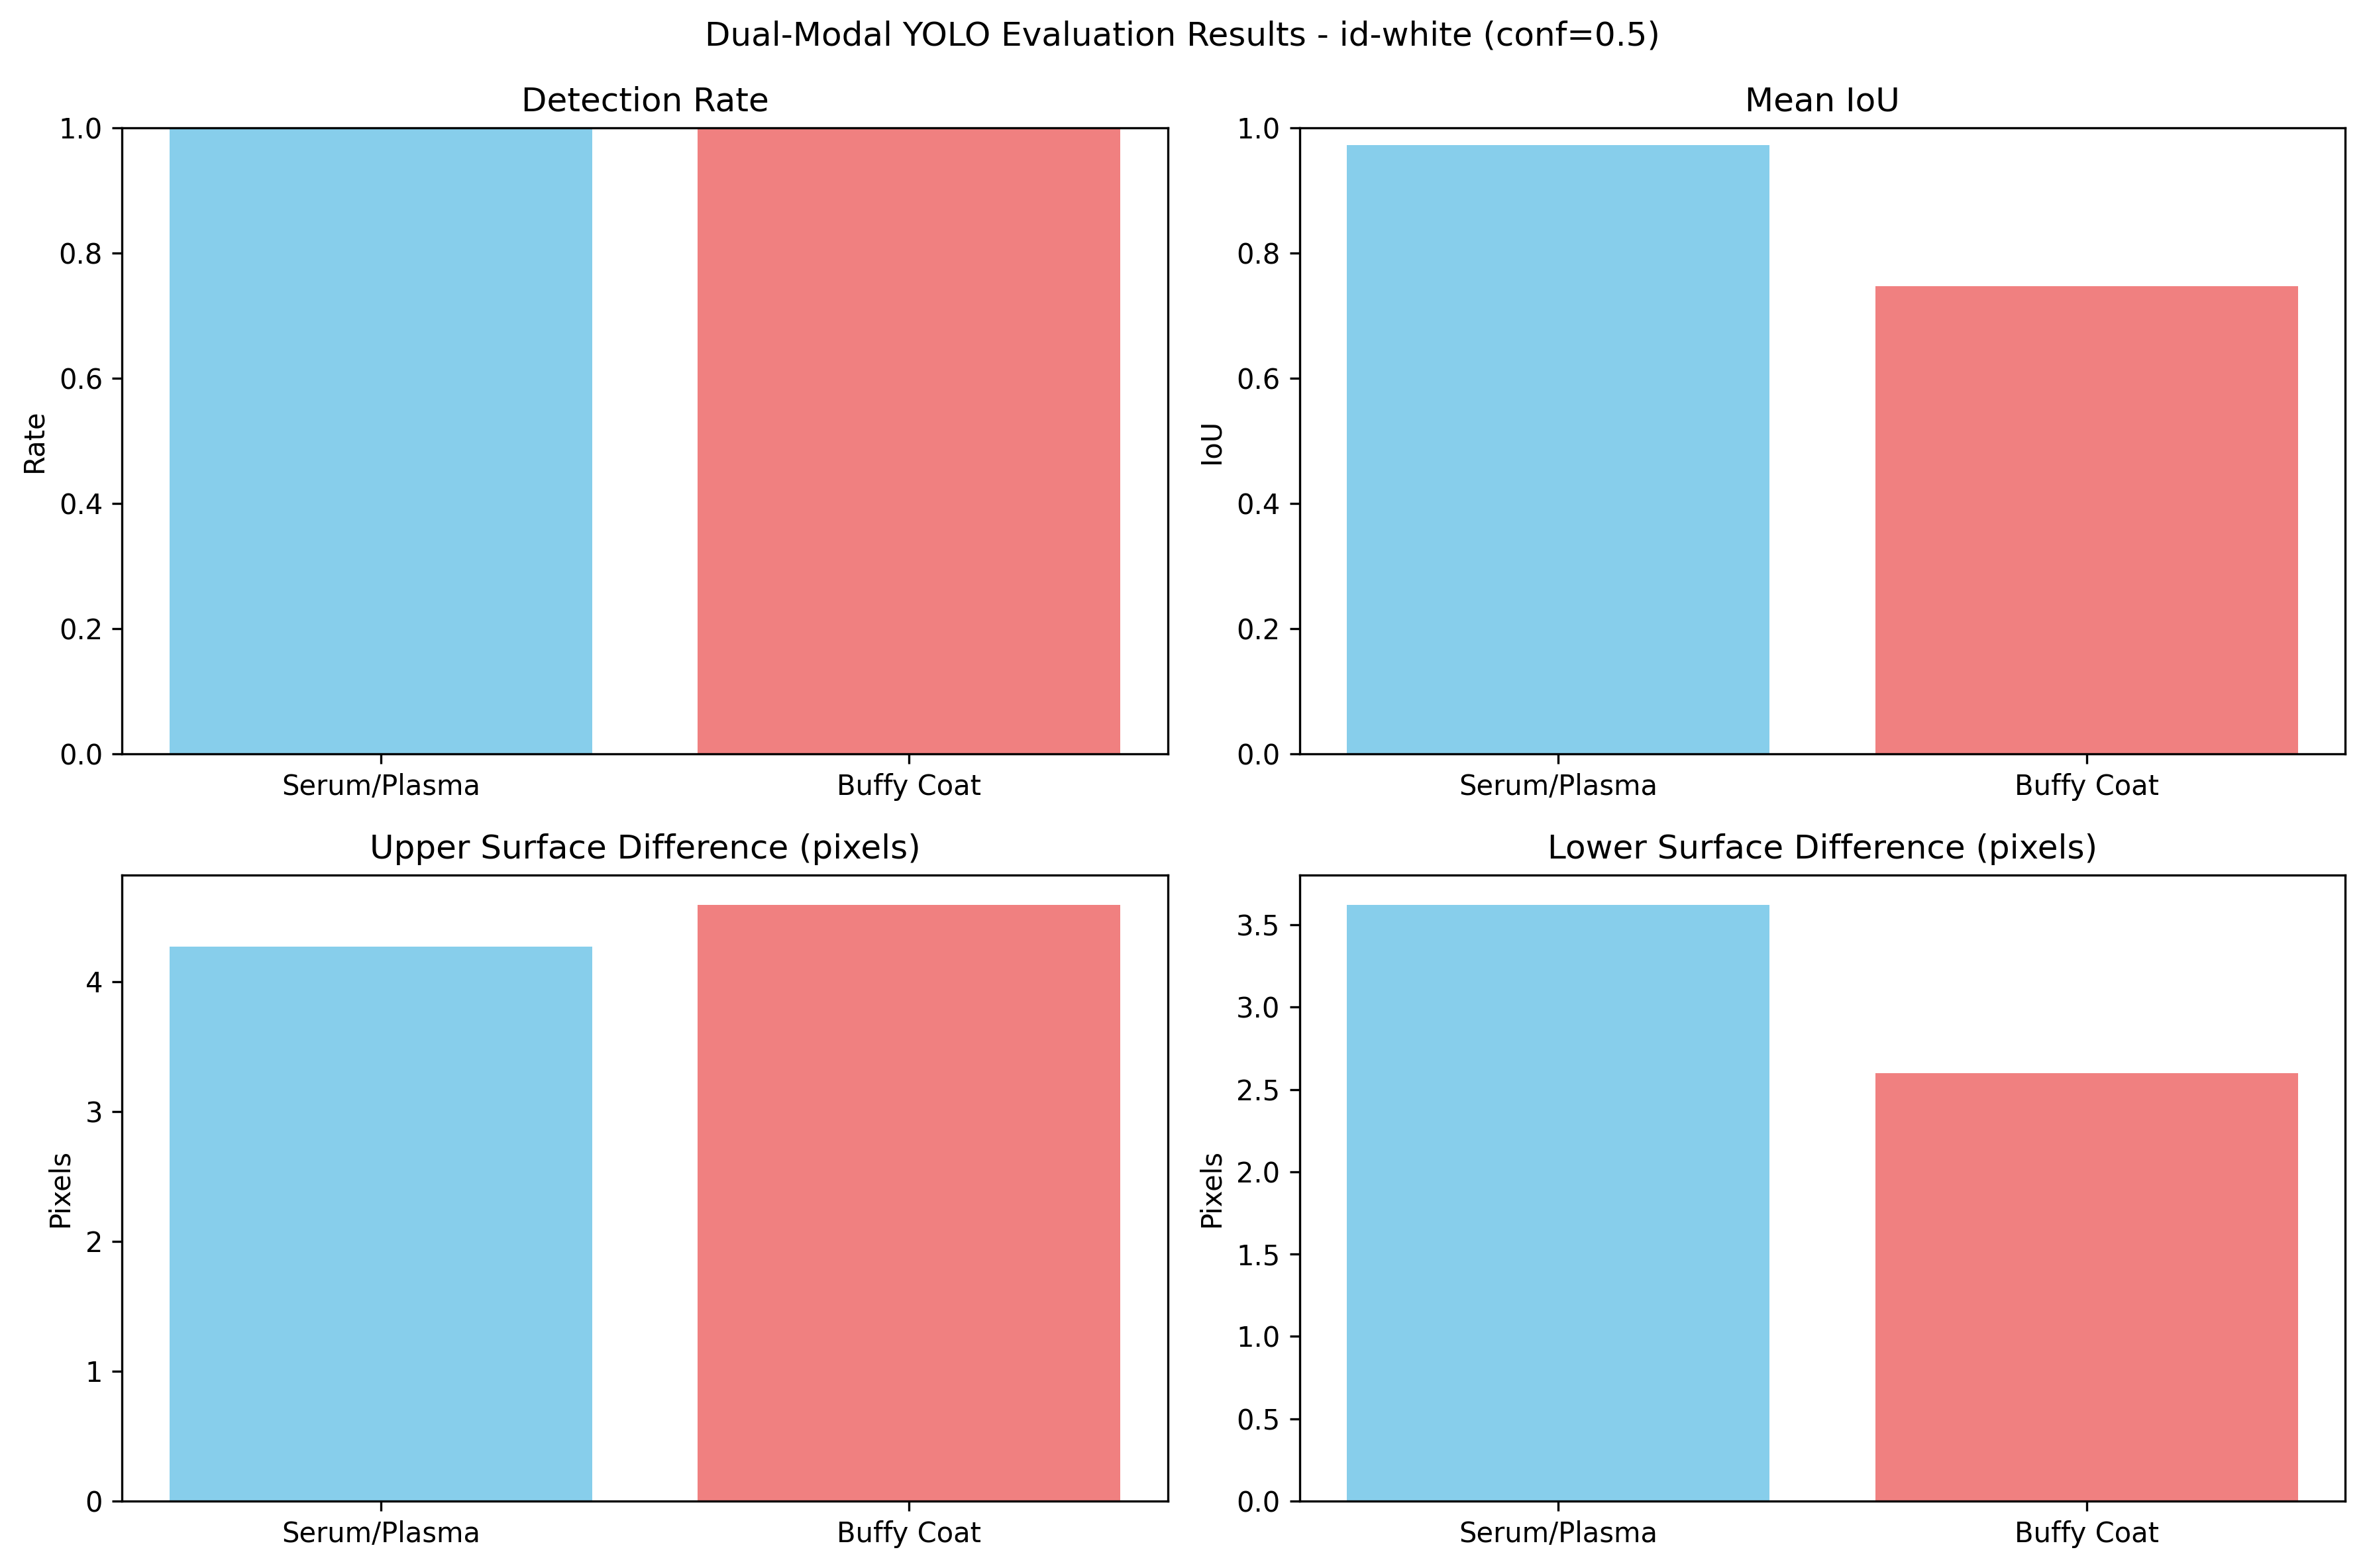 Dual-Modal YOLO Evaluation Results - id-white (conf=0.5)
Detection Rate
1.0
0.8
0.6
0.4
0.2
0.0
Rate
Serum/Plasma Buffy Coat
Mean IoU
1.0
0.8
0.6
0.4
0.2
0.0
IoU
Serum/Plasma Buffy Coat
Upper Surface Difference (pixels)
4
3
2
1
0
Pixels
Serum/Plasma Buffy Coat
Lower Surface Difference (pixels)
3.5
3.0
2.5
2.0
1.5
1.0
0.5
0.0
Pixels
Serum/Plasma Buffy Coat